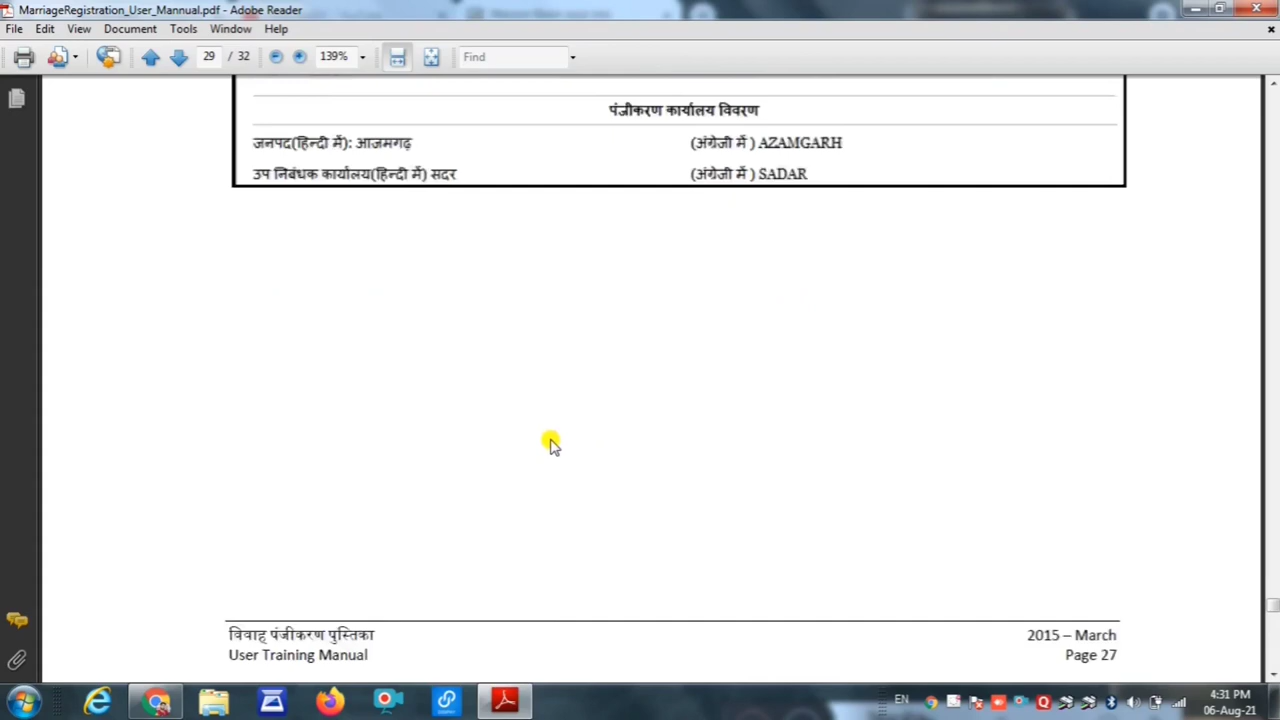 MarriageRegistration_User_Mannual.pdf - Adobe Reader
File Edit View Document Tools Window Help
29 / 32 139% Find
पंजीकरण कार्यालय विवरण
जनपद(हिन्दी में): आजमगढ़ (अंग्रेजी में ) AZAMGARH
उप निबंधक कार्यालय(हिन्दी में) सदर (अंग्रेजी में ) SADAR
विवाह पंजीकरण पुस्तिका 2015 – March
User Training Manual Page 27
EN 4:31 PM
06-Aug-21